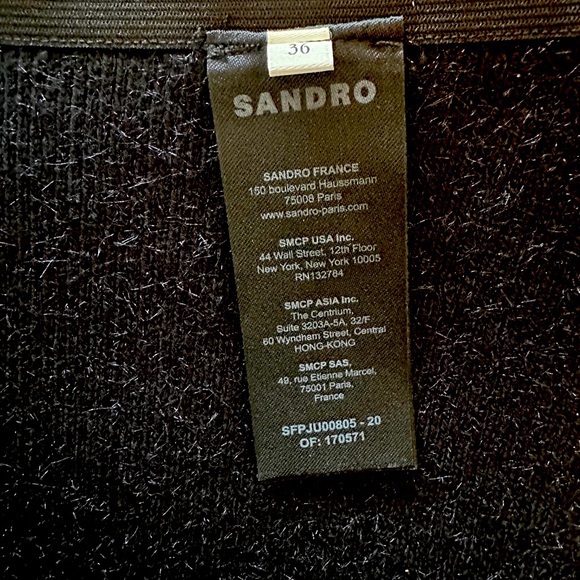 36
SANDRO
SANDRO FRANCE
150 boulevard Haussmann
75008 Paris
www.sandro-paris.com
SMCP USA Inc.
44 Wall Street, 12th Floor
New York, New York 10005
RN132784
SMCP ASIA Inc.
The Centrium,
Suite 3203A-5A, 32/F
60 Wyndham Street, Central
HONG-KONG
SMCP SAS,
49, rue Etienne Marcel,
75001 Paris,
France
SFPJU00805 - 20
OF: 170571